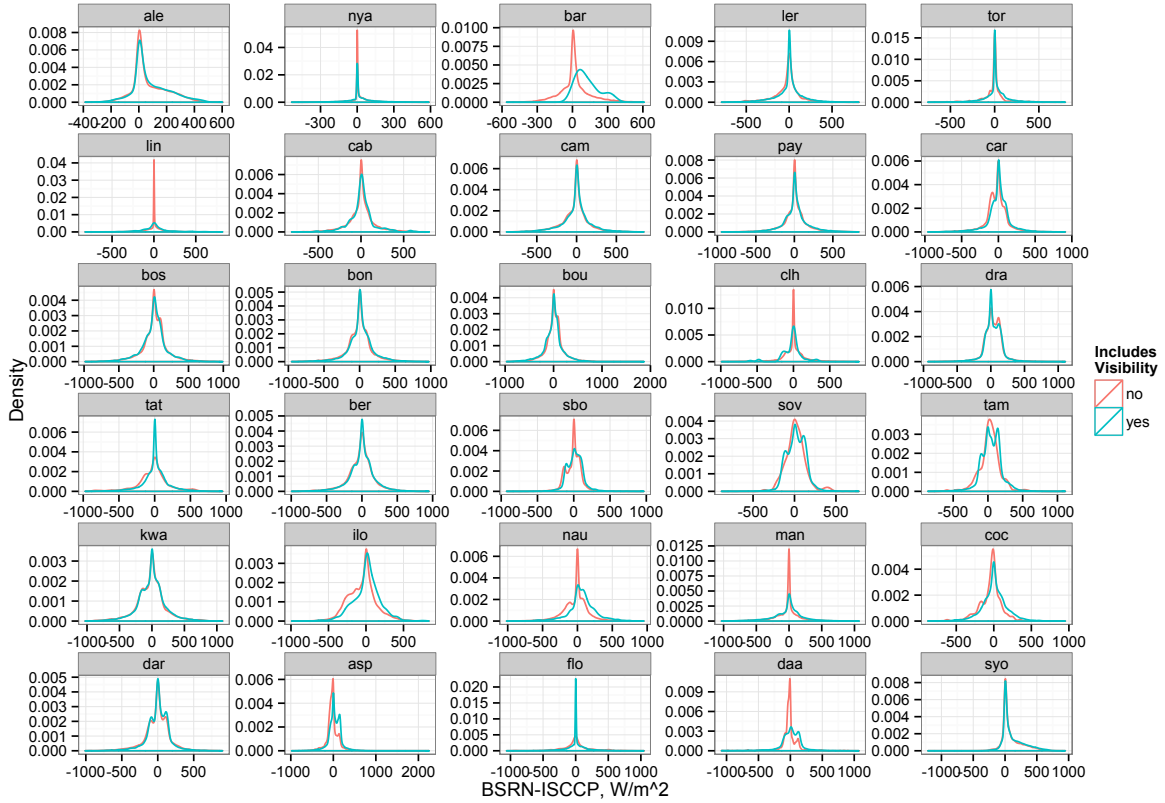 ale nya bar ler tor
0.008 0.006 0.004 0.002 0.000
0.04 0.02 0.00
0.0100 0.0075 0.0050 0.0025 0.0000
0.009 0.006 0.003 0.000
0.015 0.010 0.005 0.000
-400 -200 0 200 400 600
-600 -300 0 300 600
-600 -300 0 300 600
-500 0 500
-500 0 500
lin cab cam pay car
0.04 0.03 0.02 0.01 0.00
0.006 0.004 0.002 0.000
0.006 0.004 0.002 0.000
0.008 0.006 0.004 0.002 0.000
0.006 0.004 0.002 0.000
-500 0 500
-500 0 500
-500 0 500
-1000 -500 0 500
-1000 -500 0 500 1000
bos bon bou clh dra
0.004 0.003 0.002 0.001 0.000
0.005 0.004 0.003 0.002 0.001 0.000
0.004 0.003 0.002 0.001 0.000
0.010 0.005 0.000
0.006 0.004 0.002 0.000
-1000 -500 0 500 1000
-1000 -500 0 500 1000
-1000 0 1000 2000
-500 0 500
-1000 -500 0 500 1000
tat ber sbo sov tam
0.006 0.004 0.002 0.000
0.005 0.004 0.003 0.002 0.001 0.000
0.006 0.004 0.002 0.000
0.004 0.003 0.002 0.001 0.000
0.003 0.002 0.001 0.000
-1000 -500 0 500 1000
-1000 -500 0 500 1000
-1000 -500 0 500 1000
-500 0 500
-500 0 500 1000
kwa ilo nau man coc
0.003 0.002 0.001 0.000
0.003 0.002 0.001 0.000
0.006 0.004 0.002 0.000
0.0125 0.0100 0.0075 0.0050 0.0025 0.0000
0.004 0.002 0.000
-1000 -500 0 500 1000
-1000 -500 0 500
-1000 -500 0 500 1000
-1000 -500 0 500 1000
-500 0 500 1000
dar asp flo daa syo
0.005 0.004 0.003 0.002 0.001 0.000
0.006 0.004 0.002 0.000
0.020 0.015 0.010 0.005 0.000
0.009 0.006 0.003 0.000
0.008 0.006 0.004 0.002 0.000
-500 0 500
-1000 0 1000 2000
-1000 -500 0 500 1000
-1000 -500 0 500 1000
-1000 -500 0 500 1000
Density
BSRN-ISCCP, W/m^2
Includes
Visibility
no
yes